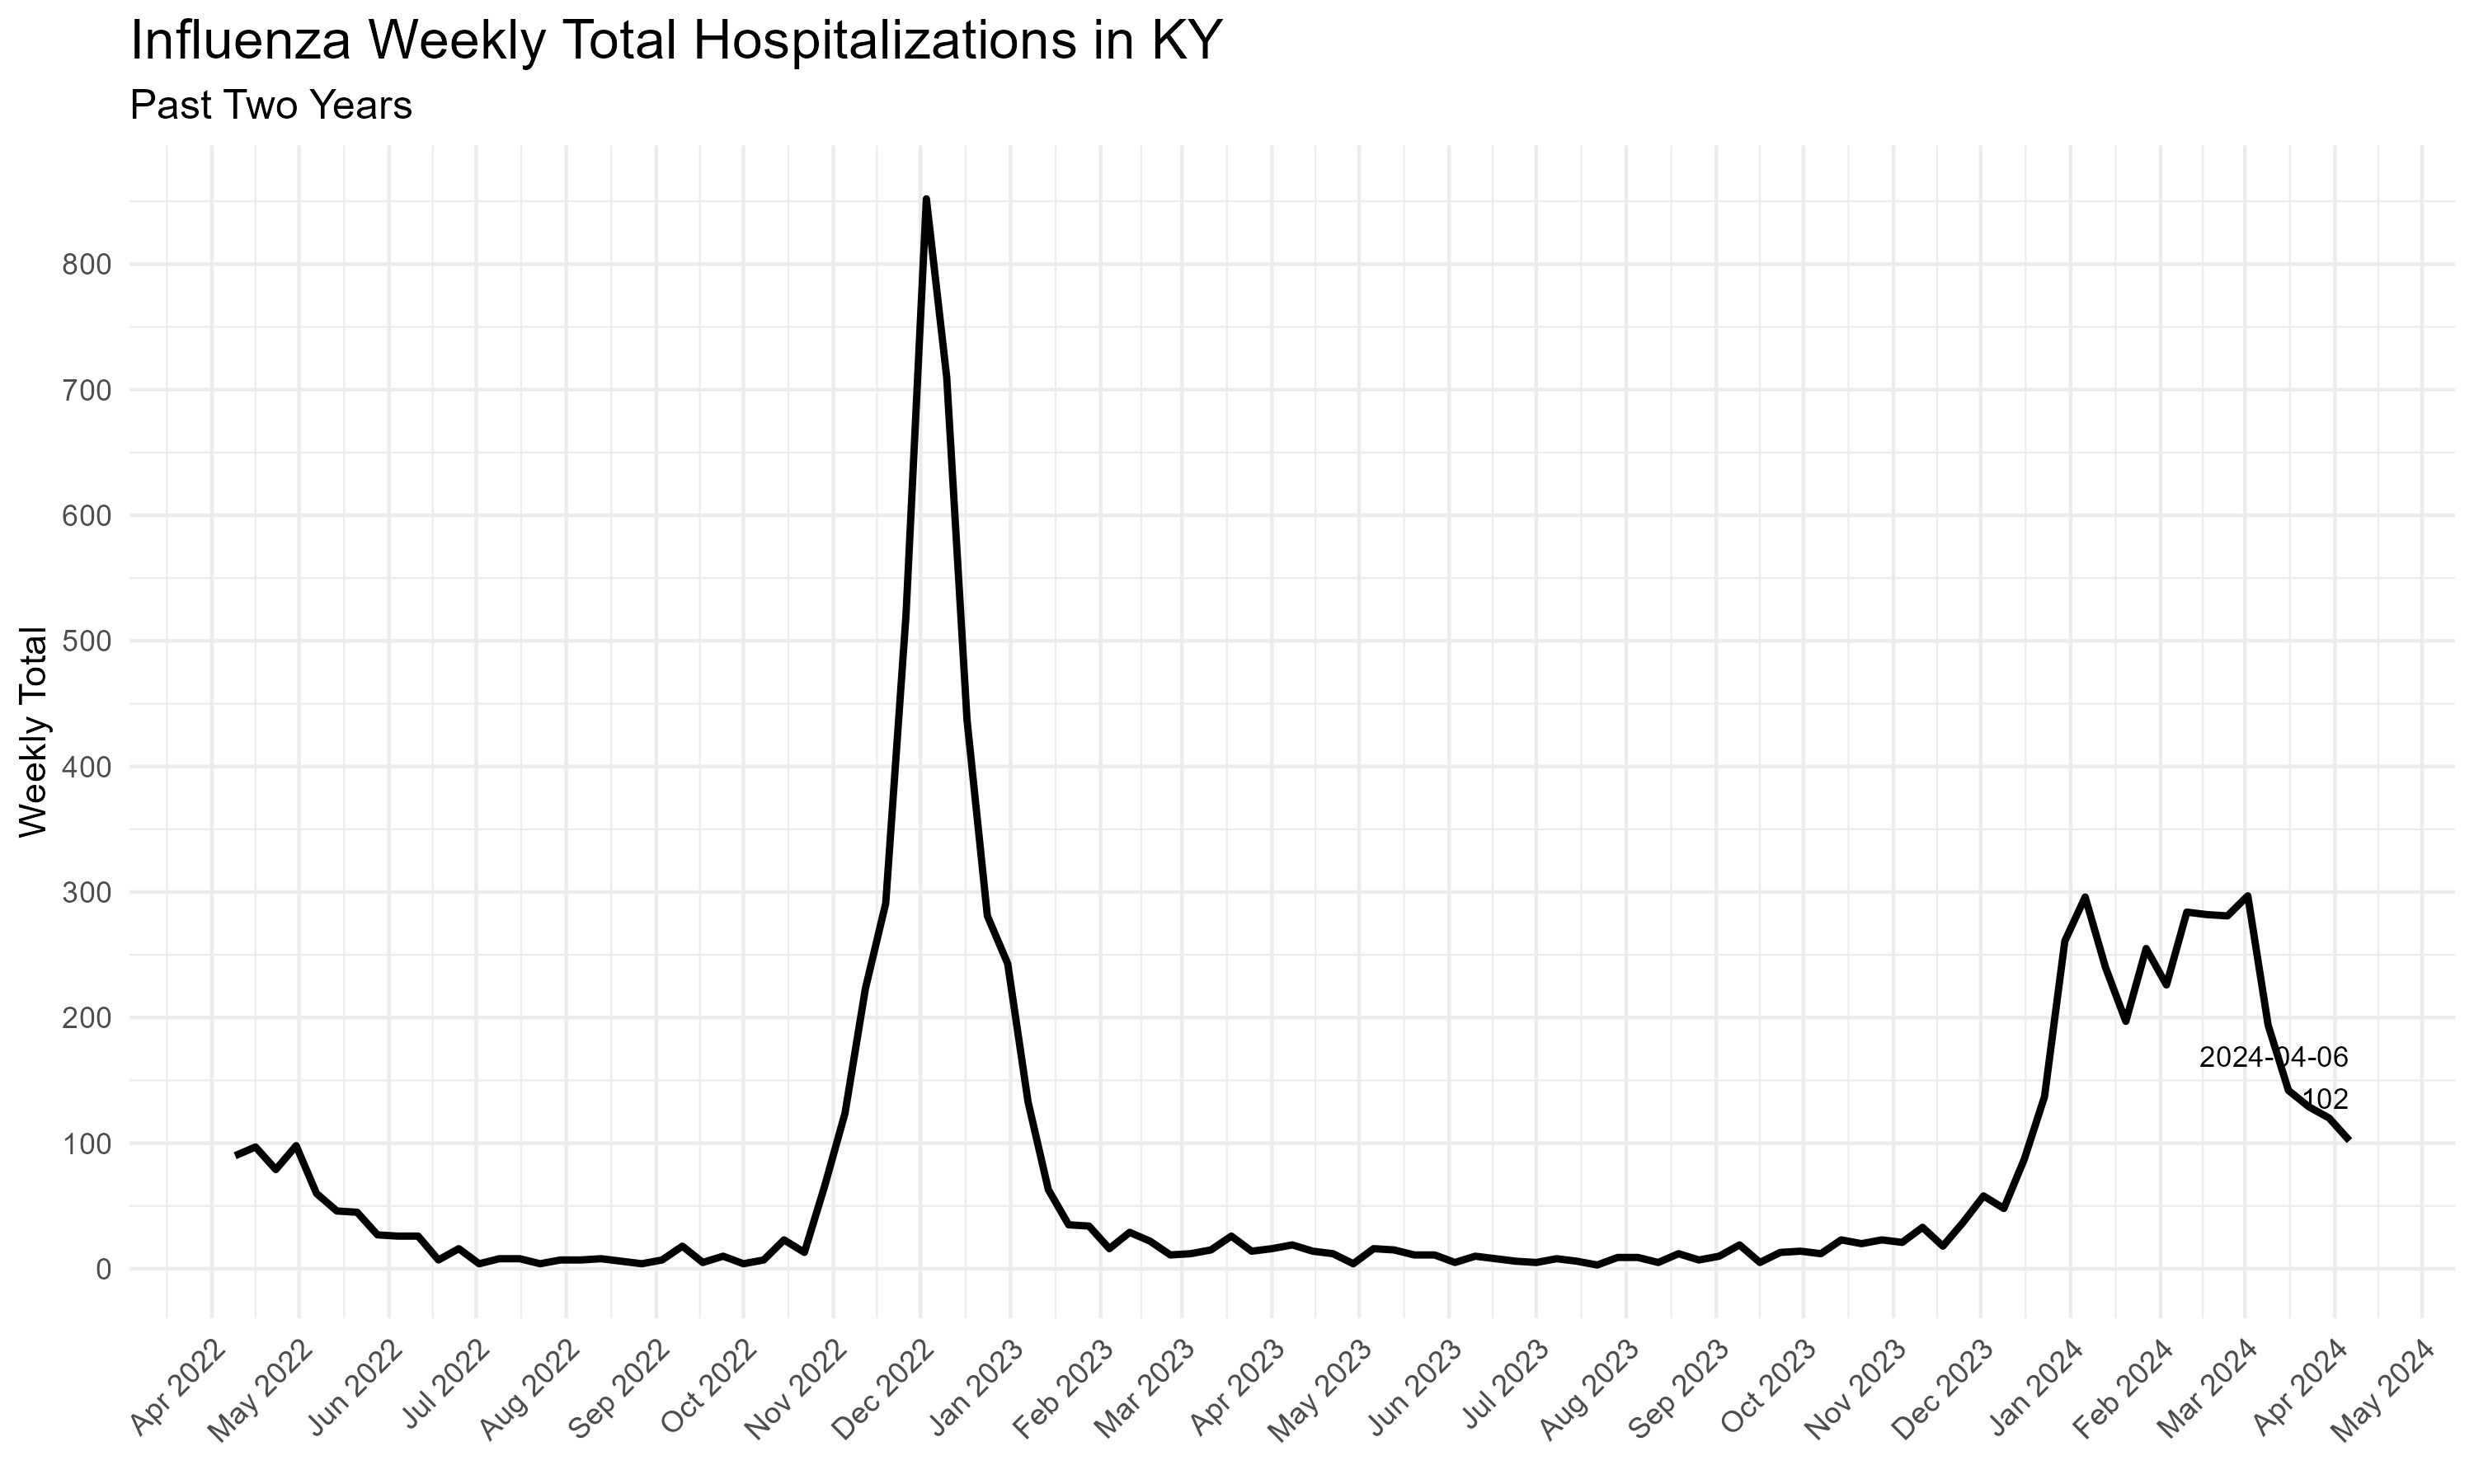 Influenza Weekly Total Hospitalizations in KY
Past Two Years
Weekly Total
800
700
600
500
400
300
200
100
0
2024-04-06
102
Apr 2022
May 2022
Jun 2022
Jul 2022
Aug 2022
Sep 2022
Oct 2022
Nov 2022
Dec 2022
Jan 2023
Feb 2023
Mar 2023
Apr 2023
May 2023
Jun 2023
Jul 2023
Aug 2023
Sep 2023
Oct 2023
Nov 2023
Dec 2023
Jan 2024
Feb 2024
Mar 2024
Apr 2024
May 2024